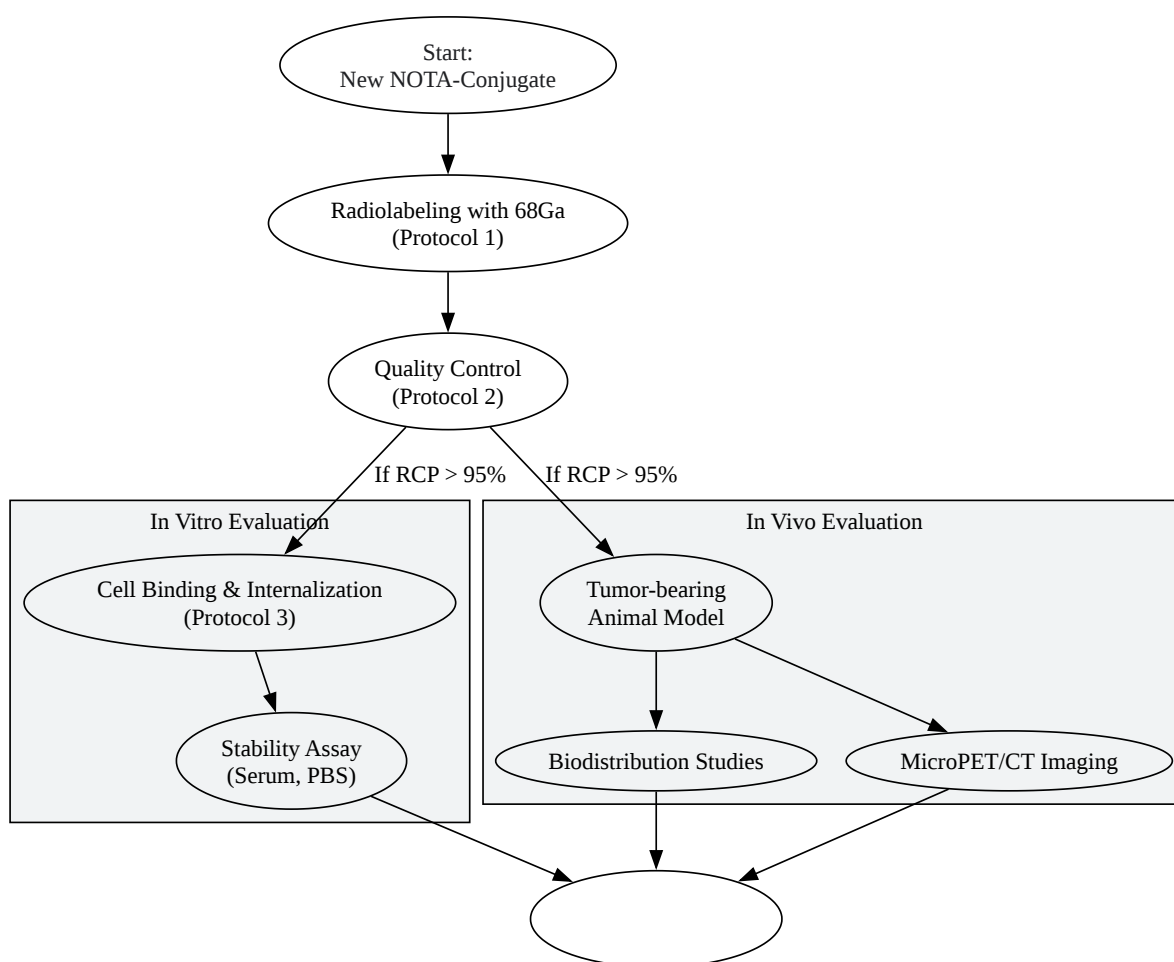 Start:
New NOTA-Conjugate
Radiolabeling with 68Ga
(Protocol 1)
Quality Control
(Protocol 2)
If RCP > 95%
If RCP > 95%
In Vitro Evaluation
In Vivo Evaluation
Cell Binding & Internalization
(Protocol 3)
Tumor-bearing
Animal Model
Stability Assay
(Serum, PBS)
Biodistribution Studies
MicroPET/CT Imaging